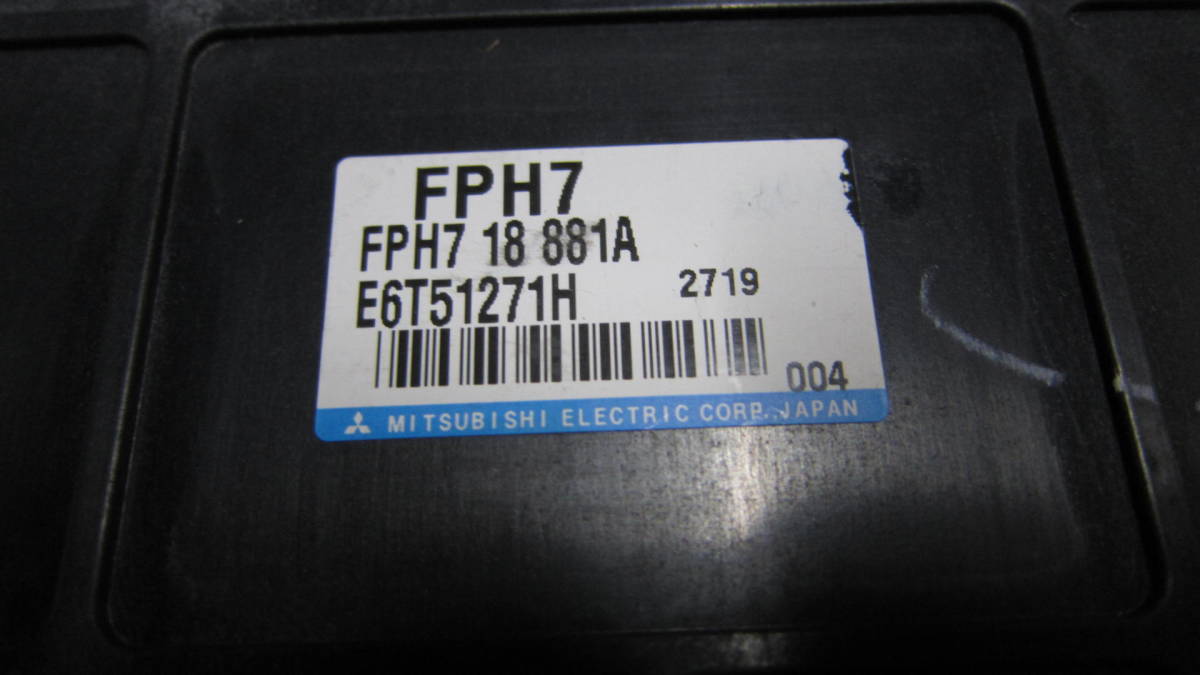 FPH7
FPH7 18 881A
E6T51271H 2719
004
MITSUBISHI ELECTRIC CORP. JAPAN